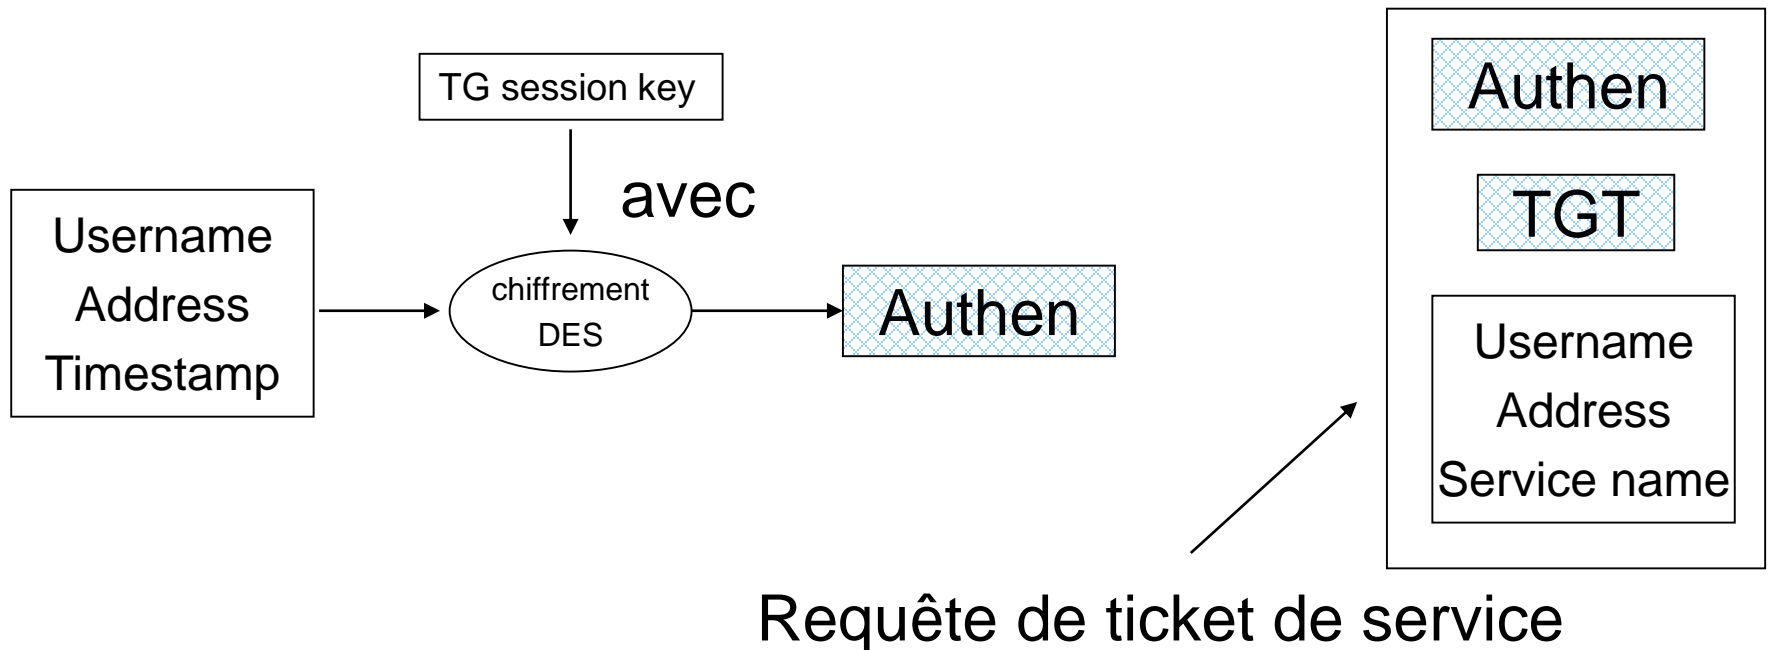 TG session key
avec
Username
Address
Timestamp
chiffrement
DES
Authen
Authen
TGT
Username
Address
Service name
Requête de ticket de service